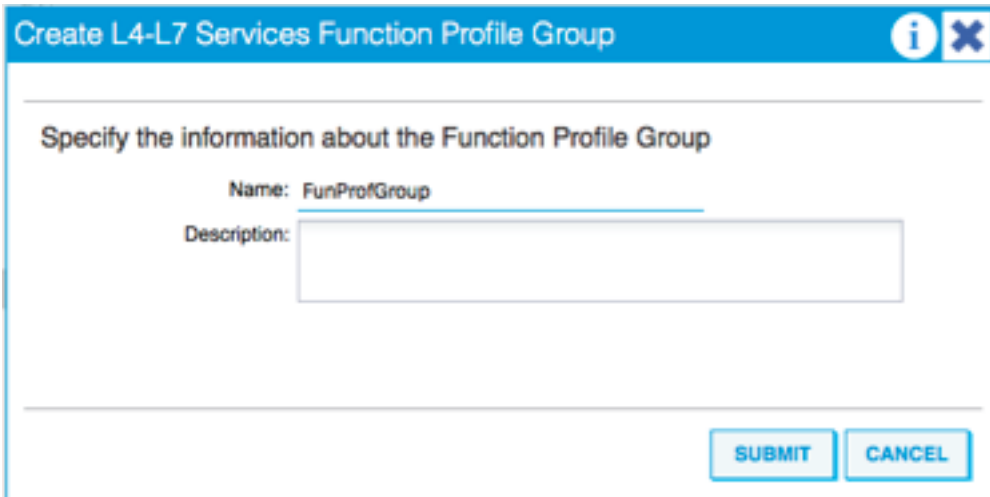 Create L4-L7 Services Function Profile Group
i
Specify the information about the Function Profile Group
Name: FunProfGroup
Description:
SUBMIT CANCEL